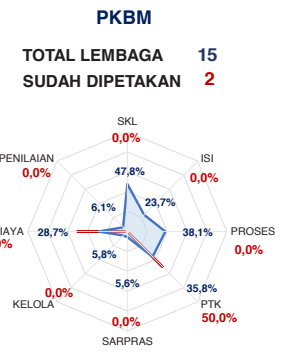 PKBM
TOTAL LEMBAGA 15
SUDAH DIPETAKAN 2
SKL
0,0%
PENILAIAN
0,0%
ISI
0,0%
47,8%
6,1%
23,7%
IAYA
%
28,7%
38,1%
PROSES
0,0%
5,8%
5,6%
35,8%
KELOLA
0,0%
PTK
50,0%
0,0%
SARPRAS